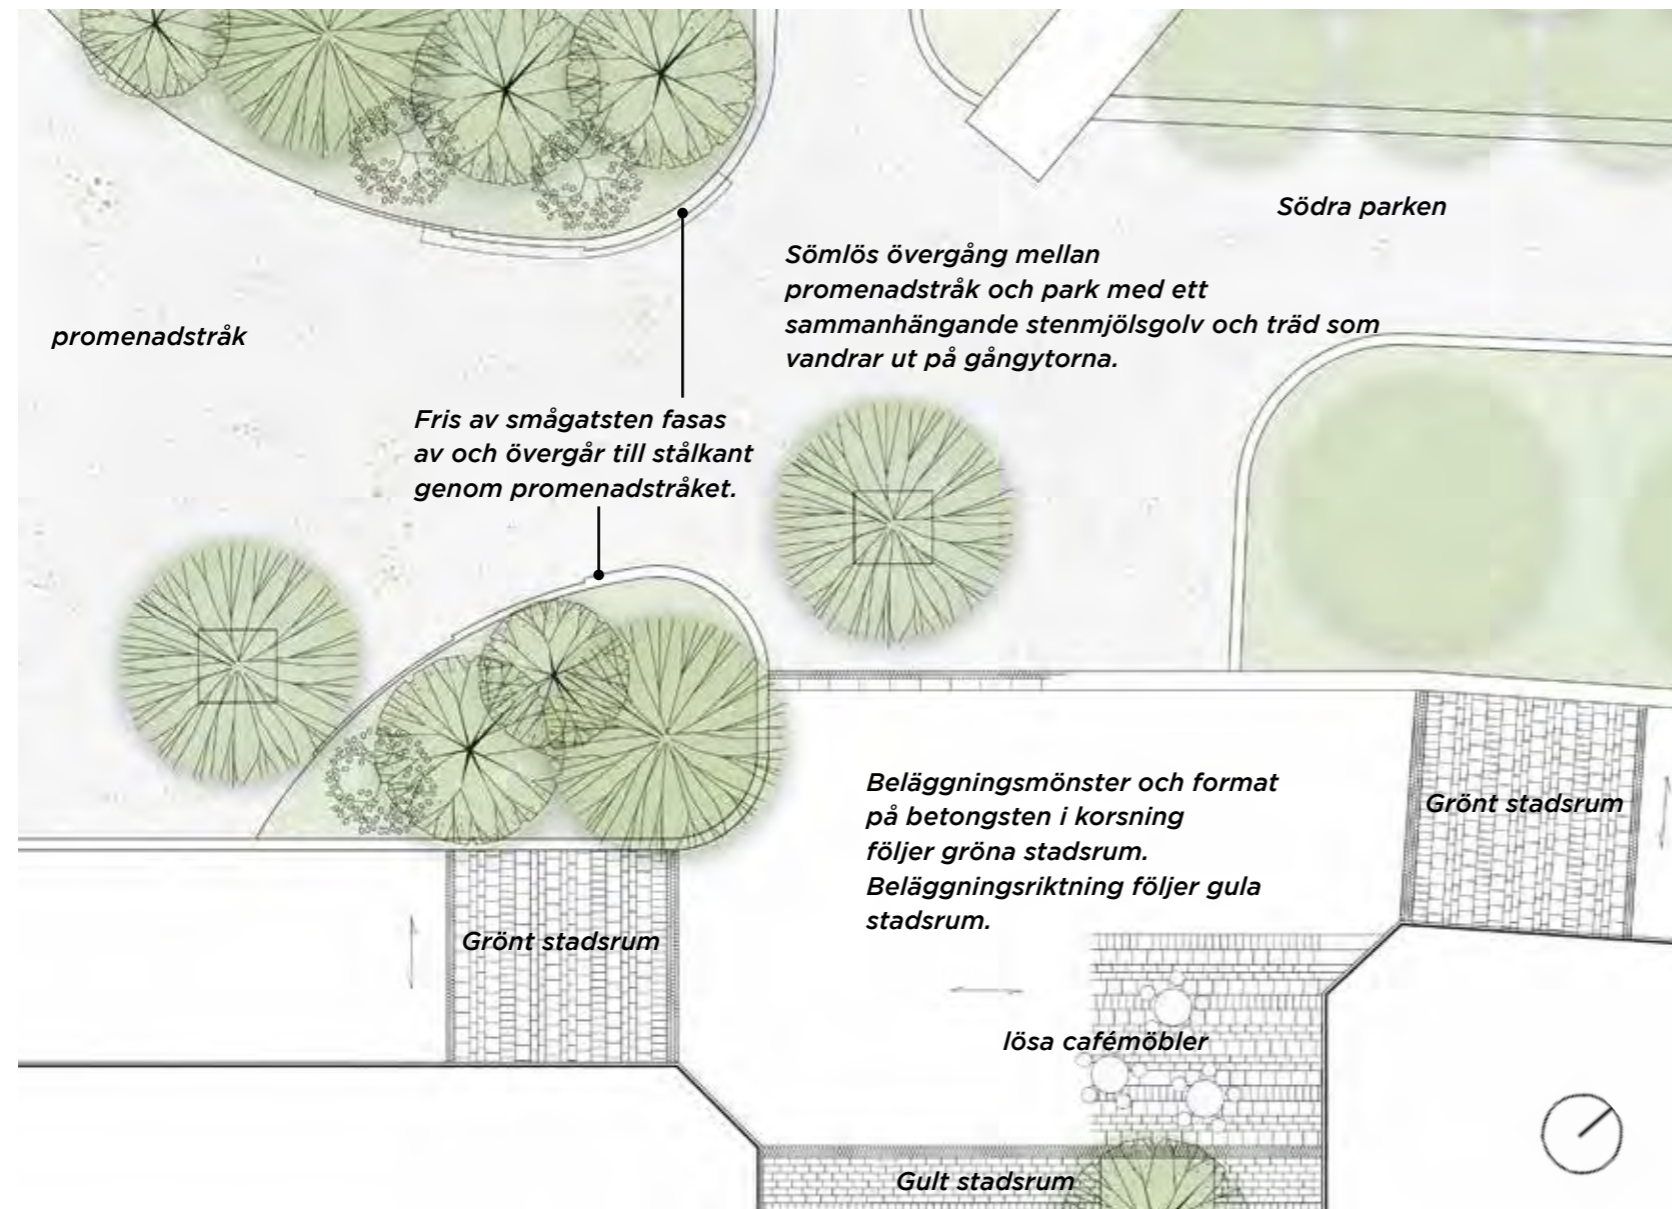 Södra parken
Sömlös övergång mellan
promenadstråk och park med ett
sammanhängande stenmjölsgolv och träd som
vandrar ut på gångytorna.
promenadstråk
Fris av smågatsten fasas
av och övergår till stålkant
genom promenadstråket.
Beläggningsmönster och format
på betongsten i korsning
följer gröna stadsrum.
Beläggningsriktning följer gula
stadsrum.
Grönt stadsrum
Grönt stadsrum
lösa cafémöbler
Gult stadsrum